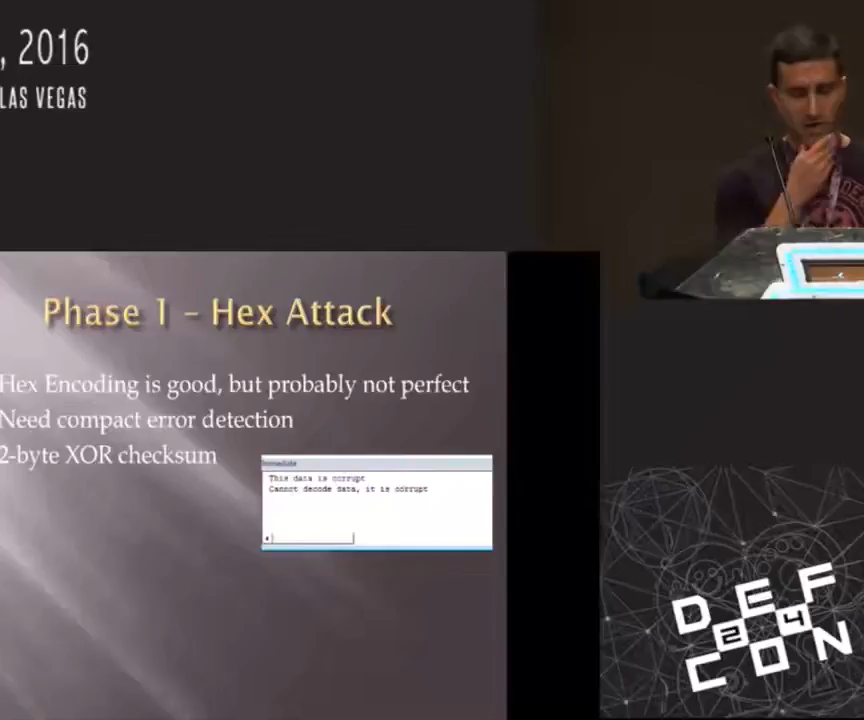 , 2016
LAS VEGAS
Phase 1 – Hex Attack
Hex Encoding is good, but probably not perfect
Need compact error detection
2-byte XOR checksum
Immediate
This data is corrupt
Cannot decode data, it is corrupt
DEF
24
CON